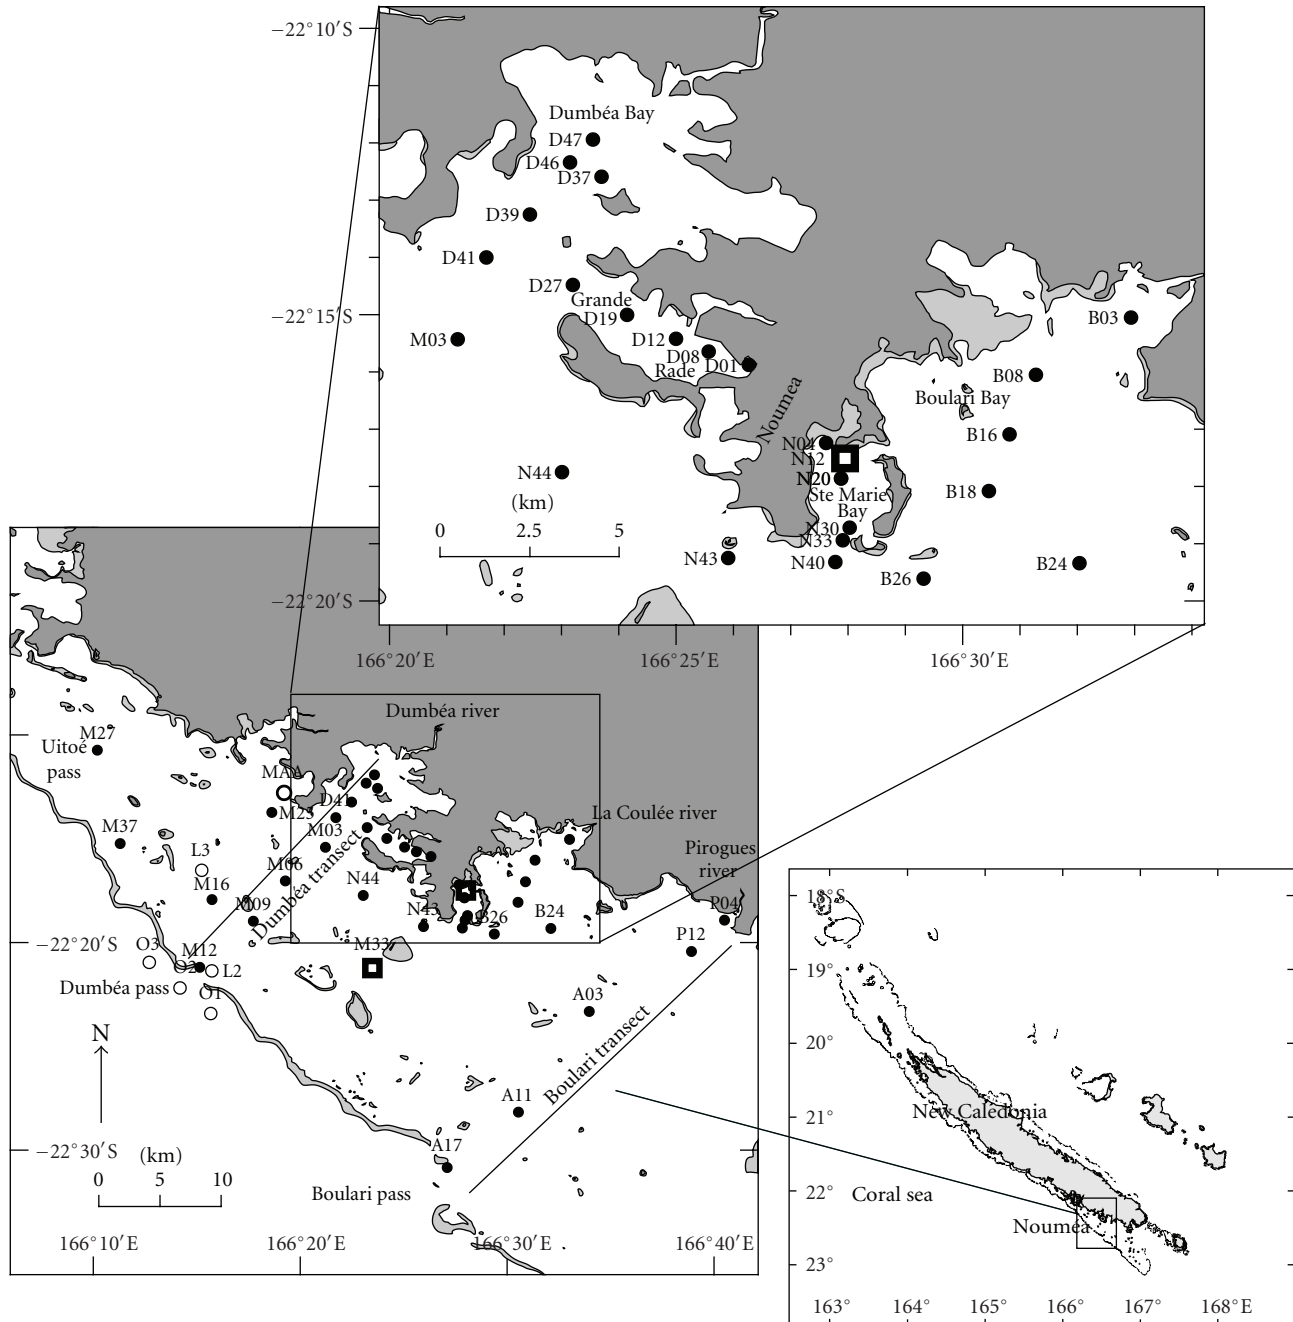 −22°10′S
Dumbéa Bay
D47
D46
D37
D39
D41
D27
Grande
D19
−22°15′S
B03
M03
D12
D08
D01
Rade
B08
Boulari Bay
Noumea
N04
B16
N12
N44
N20
B18
Ste Marie
Bay
(km)
0 2.5 5
N30
N33
N43
N40
B24
B26
−22°20′S
166°20′E 166°25′E 166°30′E
Dumbéa river
M27
Uitoé
pass
MAA
D41
M25
La Coulée river
M37
M03
L3
Pirogues
river
M66
M16
N44
M09
Dumbéa transect
N43
B26
B24
P04
−22°20′S
O3
M12
M33
P12
O2
L2
Dumbéa pass
O1
A03
N
Boulari transect
A11
−22°30′S
(km)
0 5 10
A17
Boulari pass
166°10′E 166°20′E 166°30′E 166°40′E
18°S
19°
20°
21°
New Caledonia
22°
Coral sea
Noumea
23°
163° 164° 165° 166° 167° 168°E